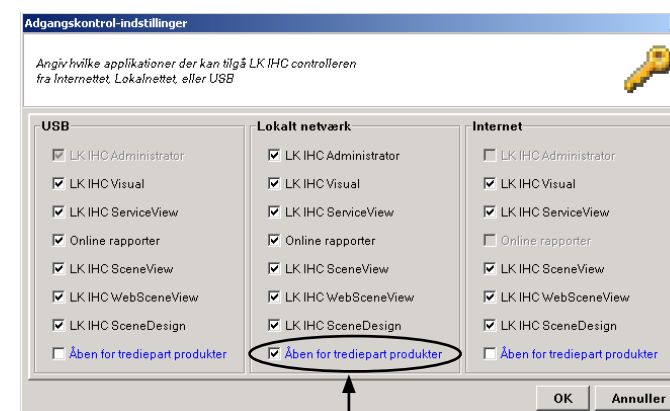 Adgangskontrol-indstillinger
Angiv hvilke applikationer der kan tilgå LK IHC controlleren
fra Internettet, Lokalnettet, eller USB
USB
LK IHC Administrator
LK IHC Visual
LK IHC ServiceView
Online rapporter
LK IHC SceneView
LK IHC WebSceneView
LK IHC SceneDesign
Åben for trediepart produkter
Lokalt netværk
LK IHC Administrator
LK IHC Visual
LK IHC ServiceView
Online rapporter
LK IHC SceneView
LK IHC WebSceneView
LK IHC SceneDesign
Åben for trediepart produkter
Internet
LK IHC Administrator
LK IHC Visual
LK IHC ServiceView
Online rapporter
LK IHC SceneView
LK IHC WebSceneView
LK IHC SceneDesign
Åben for trediepart produkter
OK
Annuller